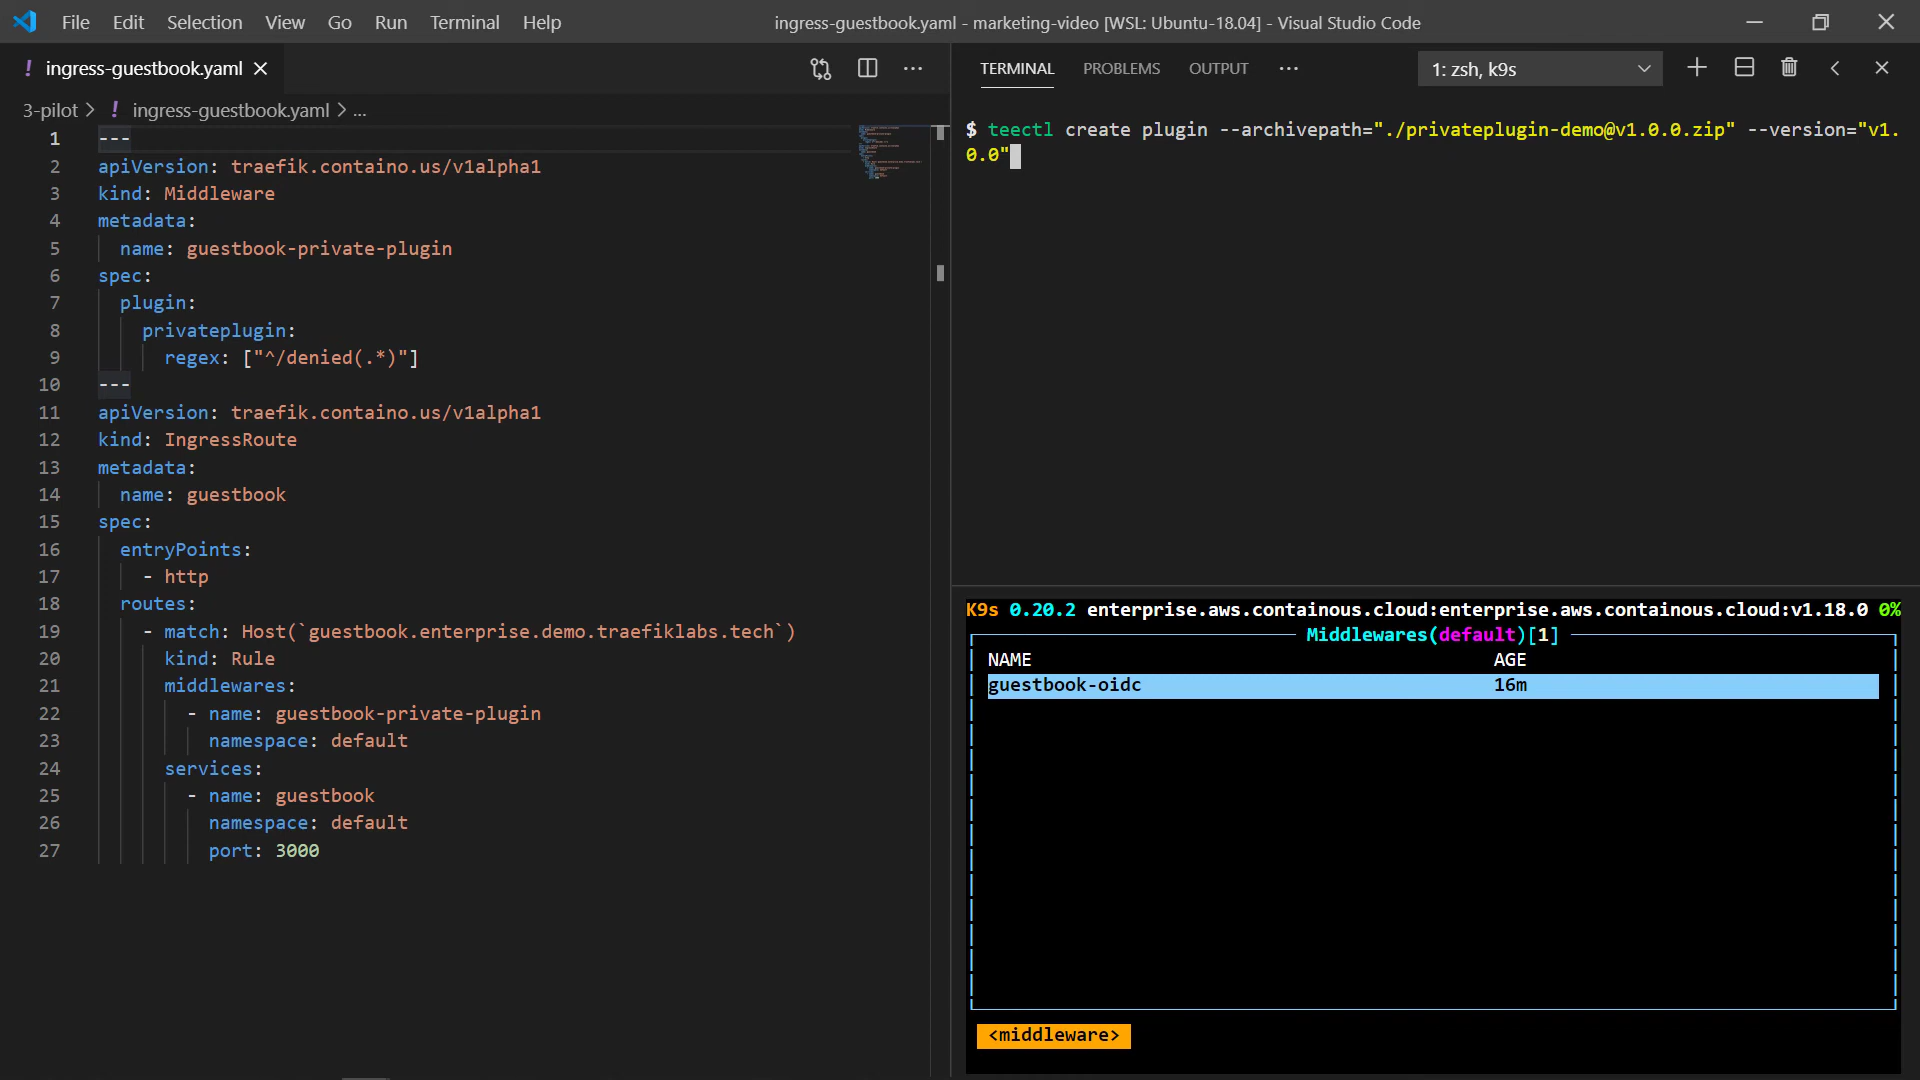 File Edit Selection View Go Run Terminal Help
ingress-guestbook.yaml - marketing-video [WSL: Ubuntu-18.04] - Visual Studio Code
! ingress-guestbook.yaml
3-pilot > ! ingress-guestbook.yaml > ...
1 ---
2 apiVersion: traefik.containo.us/v1alpha1
3 kind: Middleware
4 metadata:
5   name: guestbook-private-plugin
6 spec:
7   plugin:
8     privateplugin:
9       regex: ["^/denied(.*)"]
10 ---
11 apiVersion: traefik.containo.us/v1alpha1
12 kind: IngressRoute
13 metadata:
14   name: guestbook
15 spec:
16   entryPoints:
17     - http
18   routes:
19     - match: Host(`guestbook.enterprise.demo.traefiklabs.tech`)
20       kind: Rule
21       middlewares:
22         - name: guestbook-private-plugin
23           namespace: default
24       services:
25         - name: guestbook
26           namespace: default
27           port: 3000
TERMINAL PROBLEMS OUTPUT ···
1: zsh, k9s
$ teectl create plugin --archivepath="./privateplugin-demo@v1.0.0.zip" --version="v1.
0.0"
K9s 0.20.2 enterprise.aws.containous.cloud:enterprise.aws.containous.cloud:v1.18.0 0%
Middlewares(default)[1]
NAME AGE
guestbook-oidc 16m
<middleware>